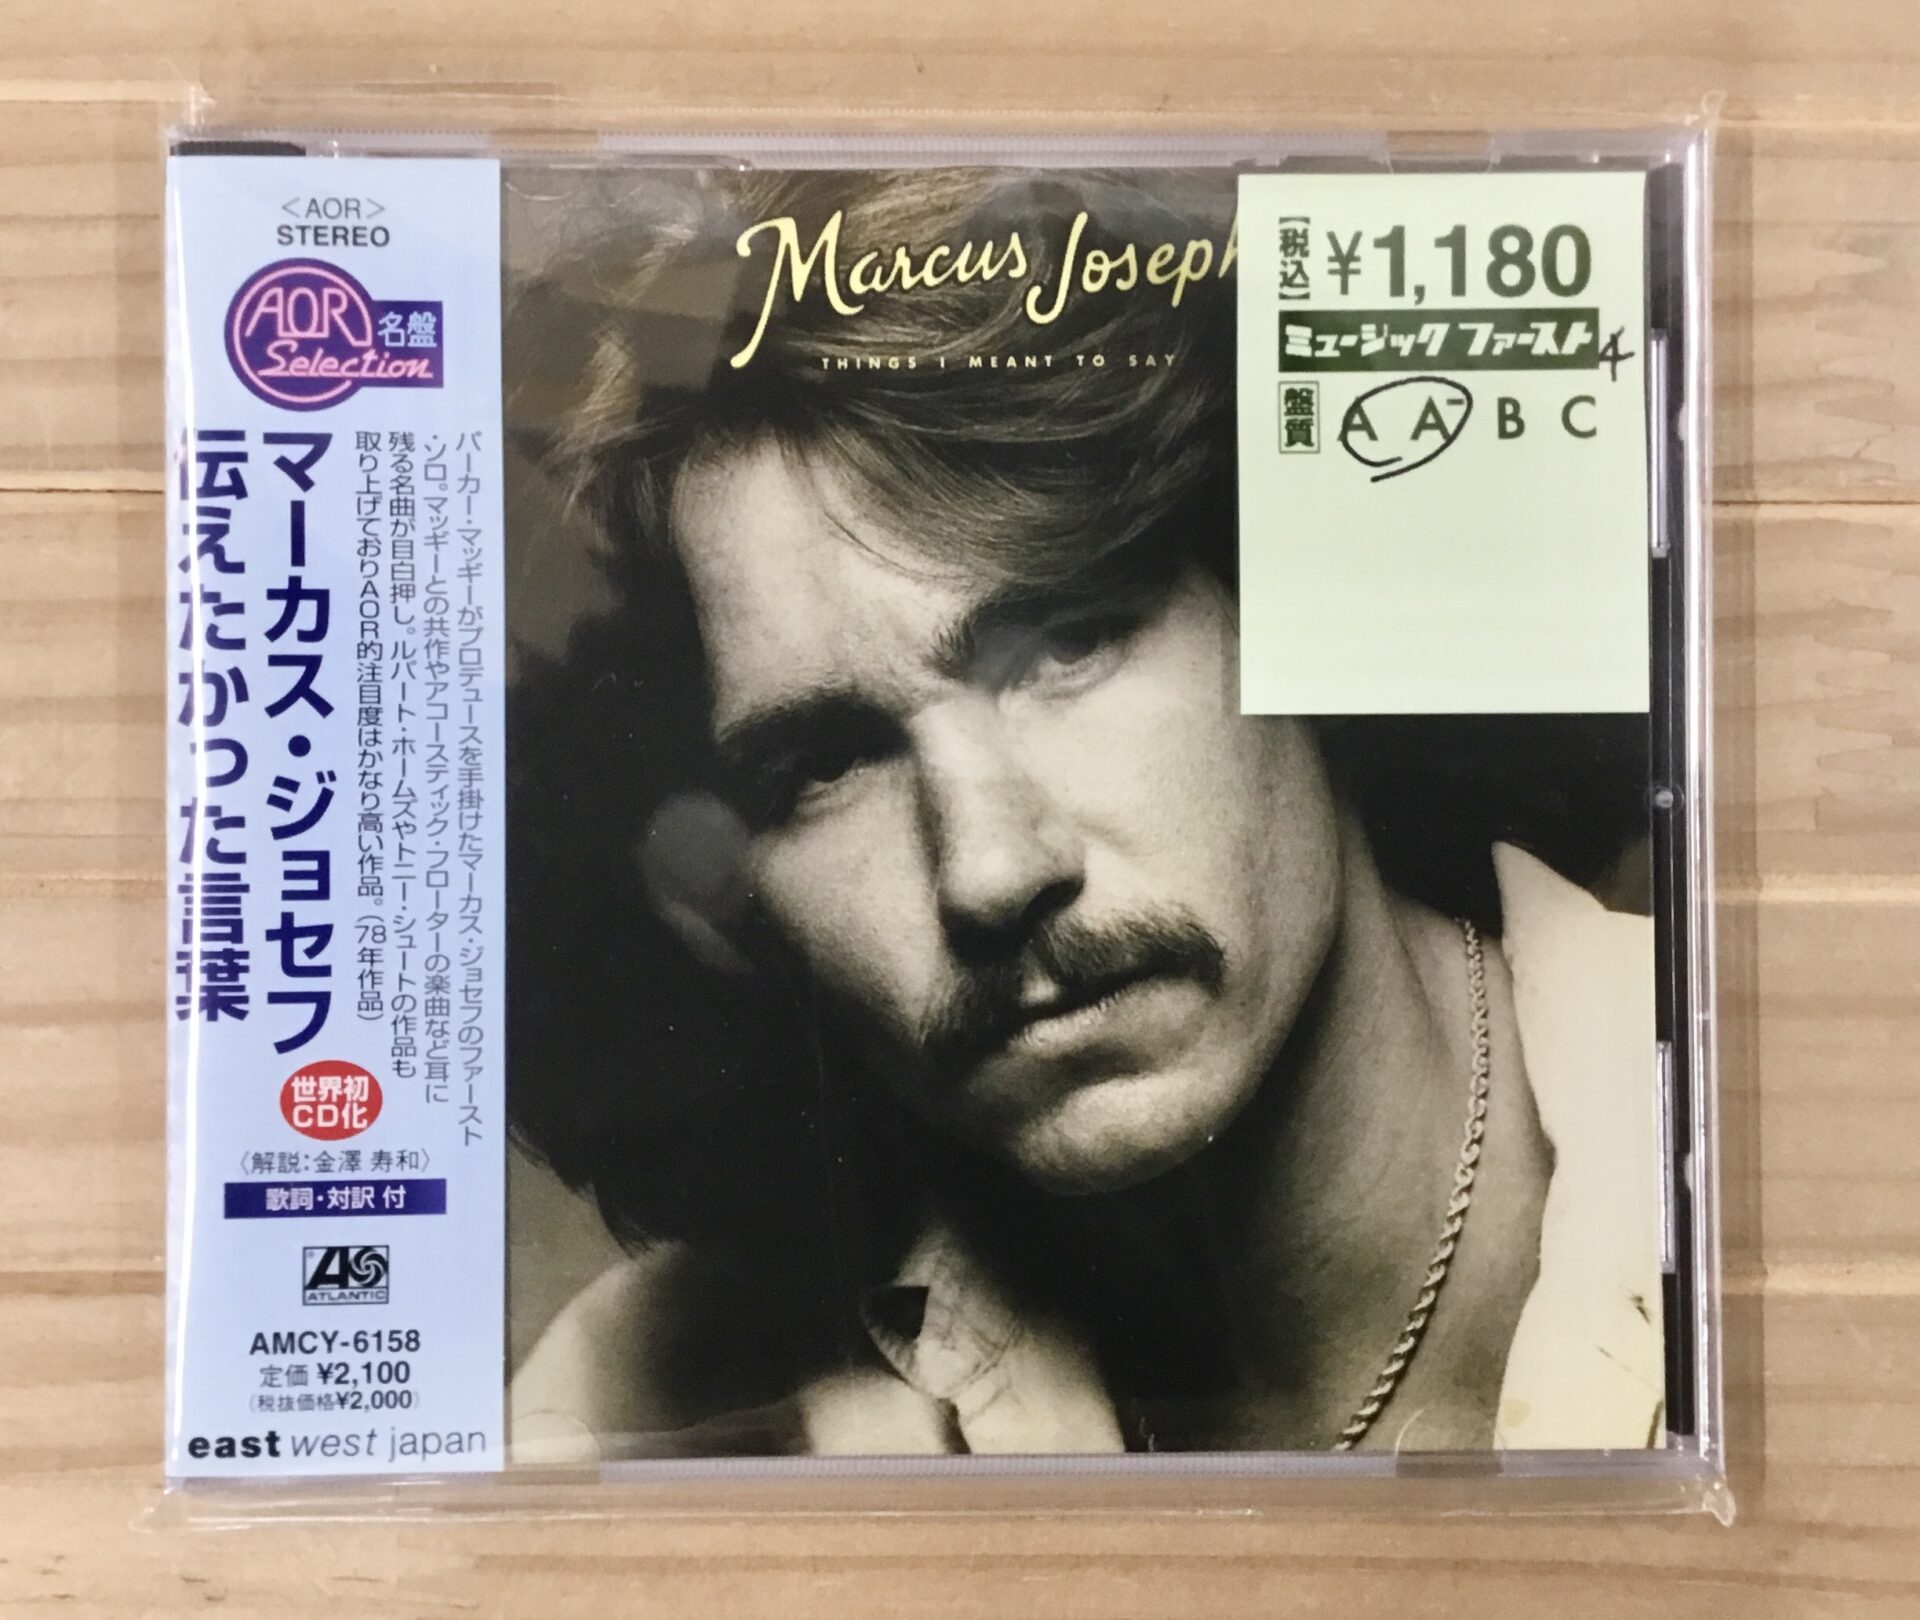 <AOR>
STEREO
AOR 名盤
Selection
パーカー・マッギーがプロデュースを手掛けたマーカス・ジョセフのファースト
・ソロ。マッギーとの共作やアコースティック・フローターの楽曲など耳に
残る名曲が目白押し。ルパート・ホームズやトニー・シュートの作品も
取り上げておりAOR的注目度はかなり高い作品。(78年作品)
マーカス・ジョセフ
伝えたかった言葉
世界初
CD化
〈解説:金澤 寿和〉
歌詞・対訳 付
ATLANTIC
AMCY-6158
定価 ¥2,100
(税抜価格¥2,000)
east west japan
Marcus Joseph
THINGS I MEANT TO SAY
【税込】 ¥1,180
ミュージック ファースト 4
盤質 A A- B C